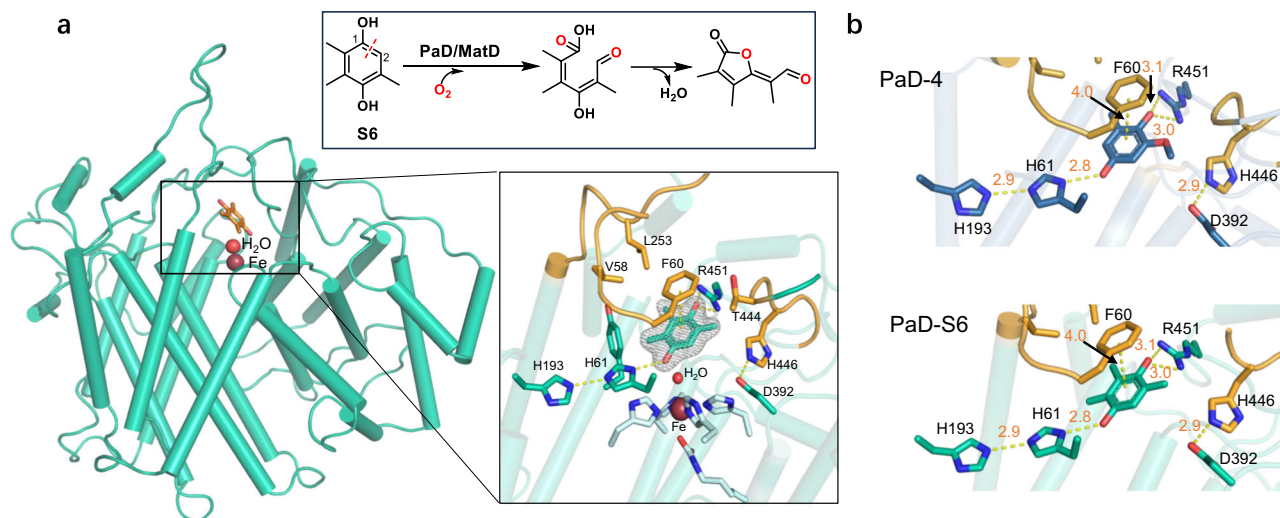 a
OH
1
2
OH
S6
PaD/MatD
O2
O
OH
O
OH
H2O
O
O
O
H2O
Fe
L253
V58
F60
R451
T444
H193
H61
H2O
H446
D392
Fe
b
PaD-4
F60
3.1
R451
4.0
3.0
H61
2.8
2.9
H446
2.9
H193
D392
PaD-S6
F60
R451
4.0
3.1
3.0
H446
H61
2.8
H193
2.9
2.9
D392